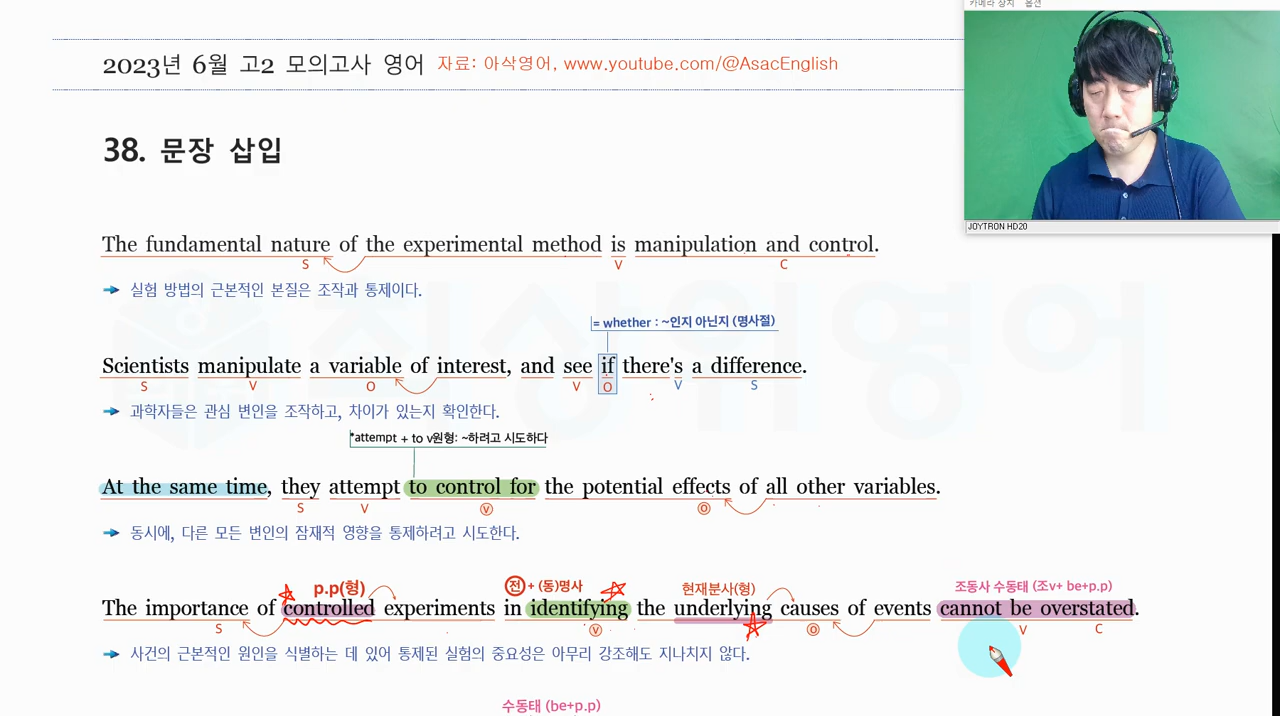 카메라 장치 옵션
2023년 6월 고2 모의고사 영어 자료: 아삭영어, www.youtube.com/@AsacEnglish
JOYTRON HD20
38. 문장 삽입
The fundamental nature of the experimental method is manipulation and control.
S V C
실험 방법의 근본적인 본질은 조작과 통제이다.
= whether : ~인지 아닌지 (명사절)
Scientists manipulate a variable of interest, and see if there's a difference.
S V O V O V S
과학자들은 관심 변인을 조작하고, 차이가 있는지 확인한다.
*attempt + to v원형: ~하려고 시도하다
At the same time, they attempt to control for the potential effects of all other variables.
S V ⓥ ⓞ
동시에, 다른 모든 변인의 잠재적 영향을 통제하려고 시도한다.
p.p(형) 전 + (동)명사 현재분사(형) 조동사 수동태 (조v+ be+p.p)
The importance of controlled experiments in identifying the underlying causes of events cannot be overstated.
S ⓥ ⓞ V C
사건의 근본적인 원인을 식별하는 데 있어 통제된 실험의 중요성은 아무리 강조해도 지나치지 않다.
수동태 (be+p.p)